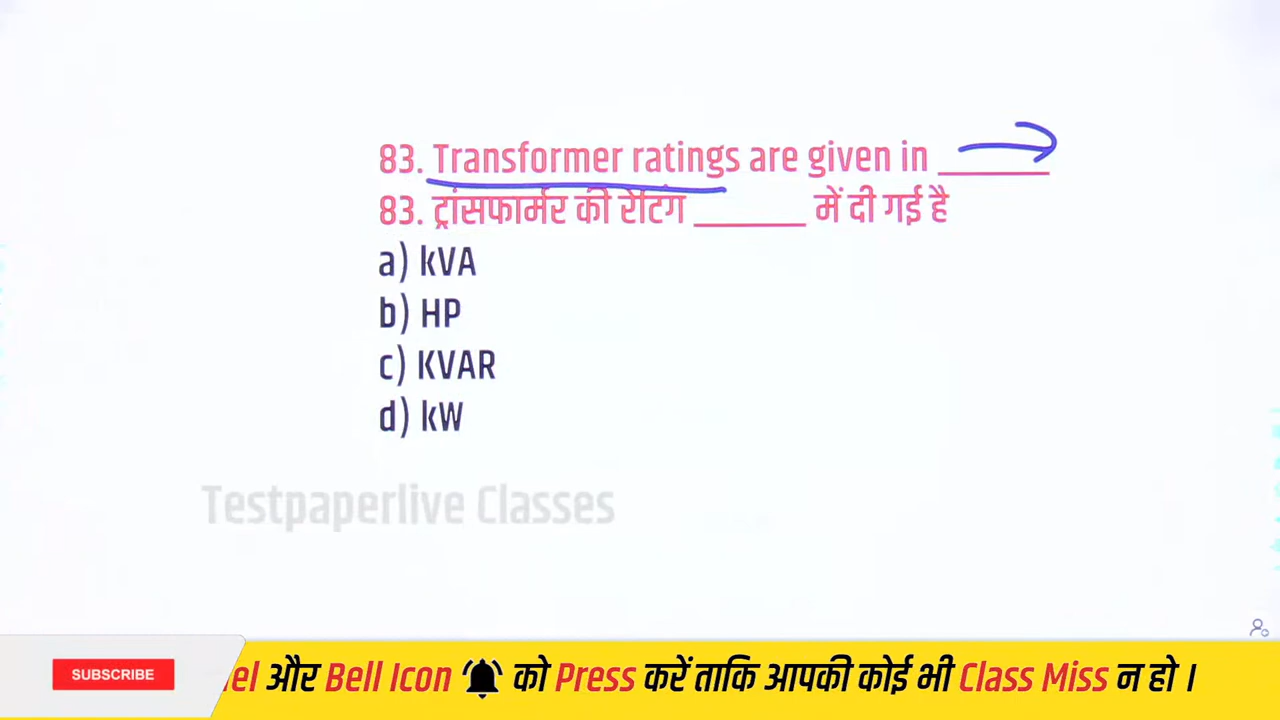 83. Transformer ratings are given in ______
83. ट्रांसफार्मर की रेटिंग ______ में दी गई है
a) kVA
b) HP
c) KVAR
d) kW
Testpaperlive Classes
SUBSCRIBE
और Bell Icon को Press करें ताकि आपकी कोई भी Class Miss न हो ।